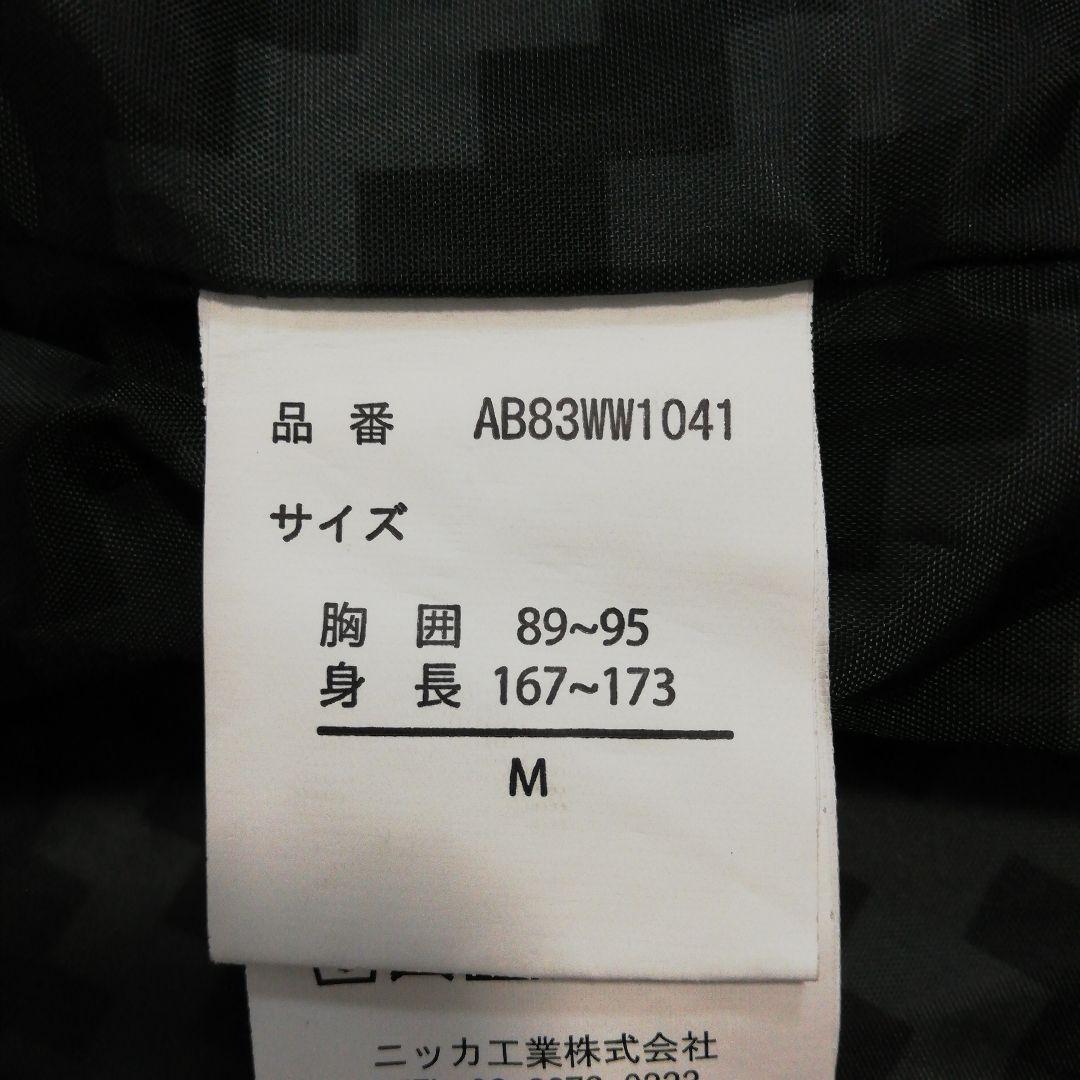 品番 AB83WW1041
サイズ
胸囲 89~95
身長 167~173
M
ニッカ工業株式会社